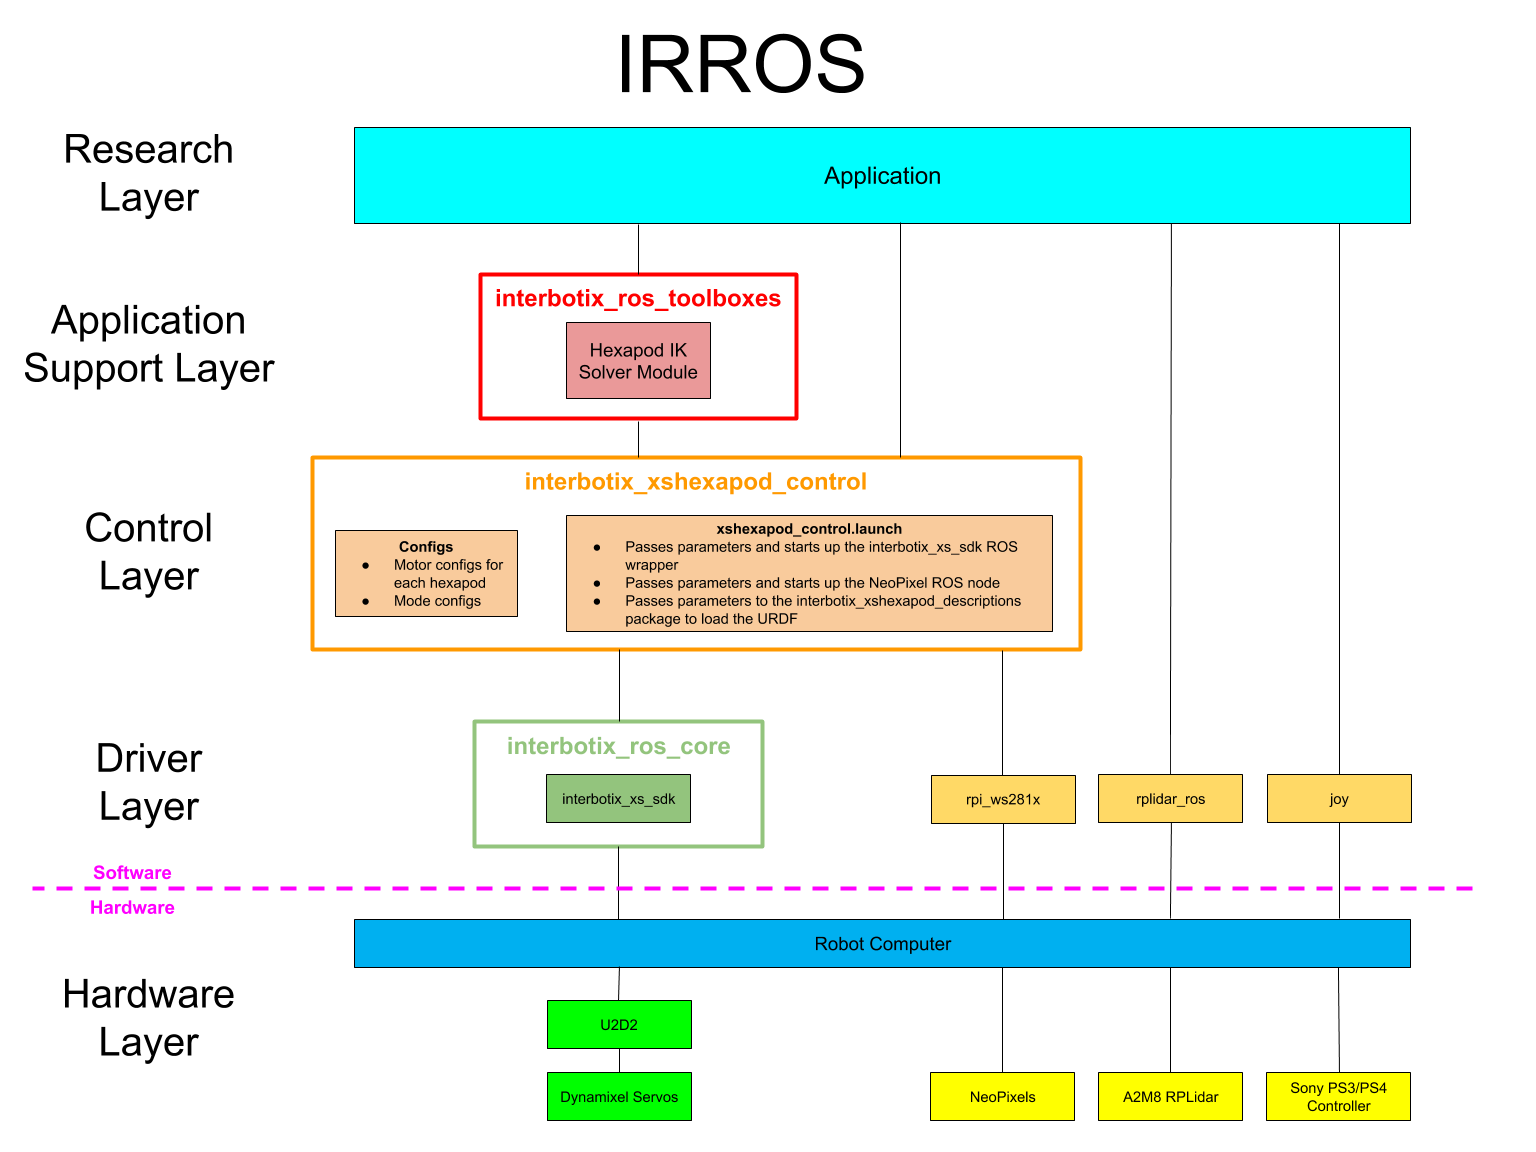 IRROS
Research
Layer
Application
Application
Support Layer
interbotix_ros_toolboxes
Hexapod IK
Solver Module
Control
Layer
interbotix_xshexapod_control
Configs
● Motor configs for
each hexapod
● Mode configs
xshexapod_control.launch
● Passes parameters and starts up the interbotix_xs_sdk ROS
wrapper
● Passes parameters and starts up the NeoPixel ROS node
● Passes parameters to the interbotix_xshexapod_descriptions
package to load the URDF
Driver
Layer
interbotix_ros_core
interbotix_xs_sdk
rpi_ws281x
rplidar_ros
joy
Software
Hardware
Robot Computer
Hardware
Layer
U2D2
Dynamixel Servos
NeoPixels
A2M8 RPLidar
Sony PS3/PS4
Controller